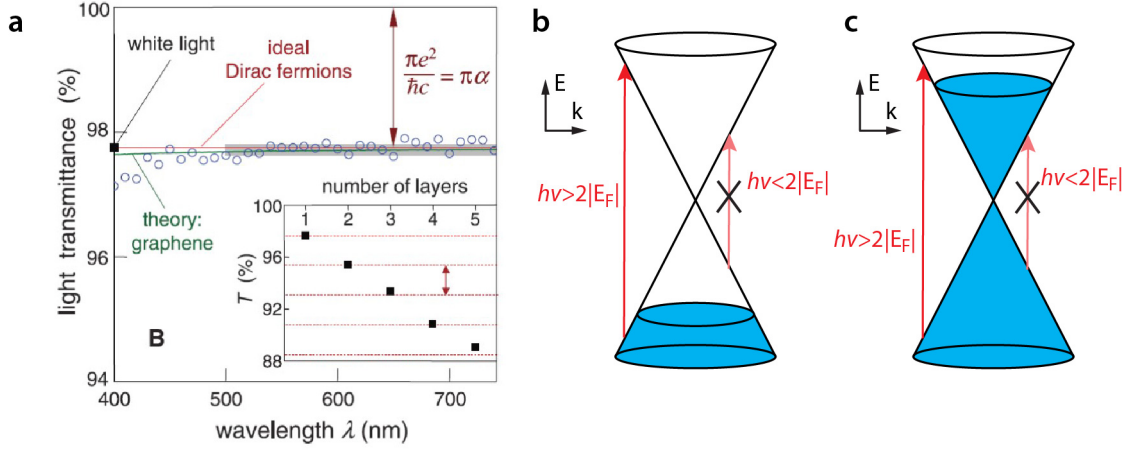 a
100
98
96
94
light transmittance (%)
white light
ideal
Dirac fermions
πe²
ħc
= πα
theory:
graphene
B
number of layers
1 2 3 4 5
100
96
92
88
T (%)
400 500 600 700
wavelength λ (nm)
b
E
k
hν>2|E_F|
hν<2|E_F|
c
E
k
hν>2|E_F|
hν<2|E_F|